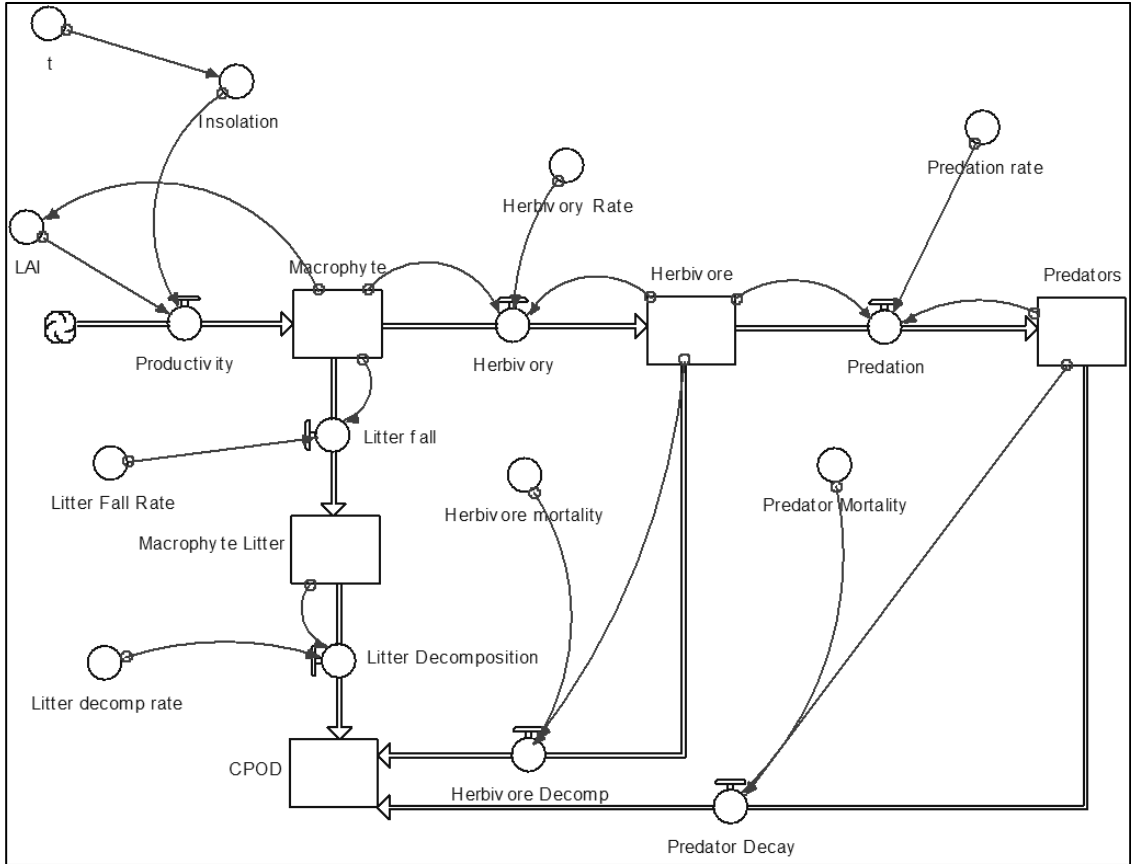 t
Insolation
Predation rate
Herbivory Rate
LAI
Macrophyte
Herbivore
Predators
Productivity
Herbivory
Predation
Litter fall
Litter Fall Rate
Herbivore mortality
Predator Mortality
Macrophyte Litter
Litter Decomposition
Litter decomp rate
CPOD
Herbivore Decomp
Predator Decay